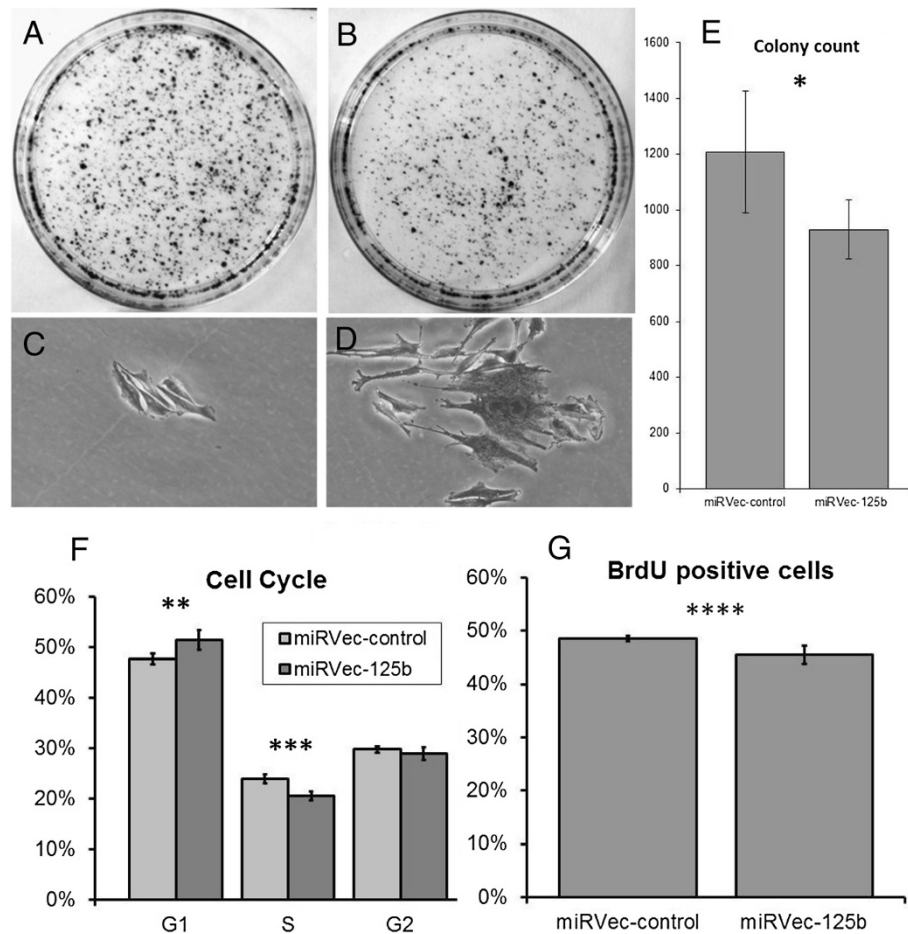 A
B
C
D
E
Colony count
*
1600
1400
1200
1000
800
600
400
200
0
miRVec-control
miRVec-125b
F
Cell Cycle
**
***
miRVec-control
miRVec-125b
60%
50%
40%
30%
20%
10%
0%
G1 S G2
G
BrdU positive cells
****
60%
50%
40%
30%
20%
10%
0%
miRVec-control
miRVec-125b